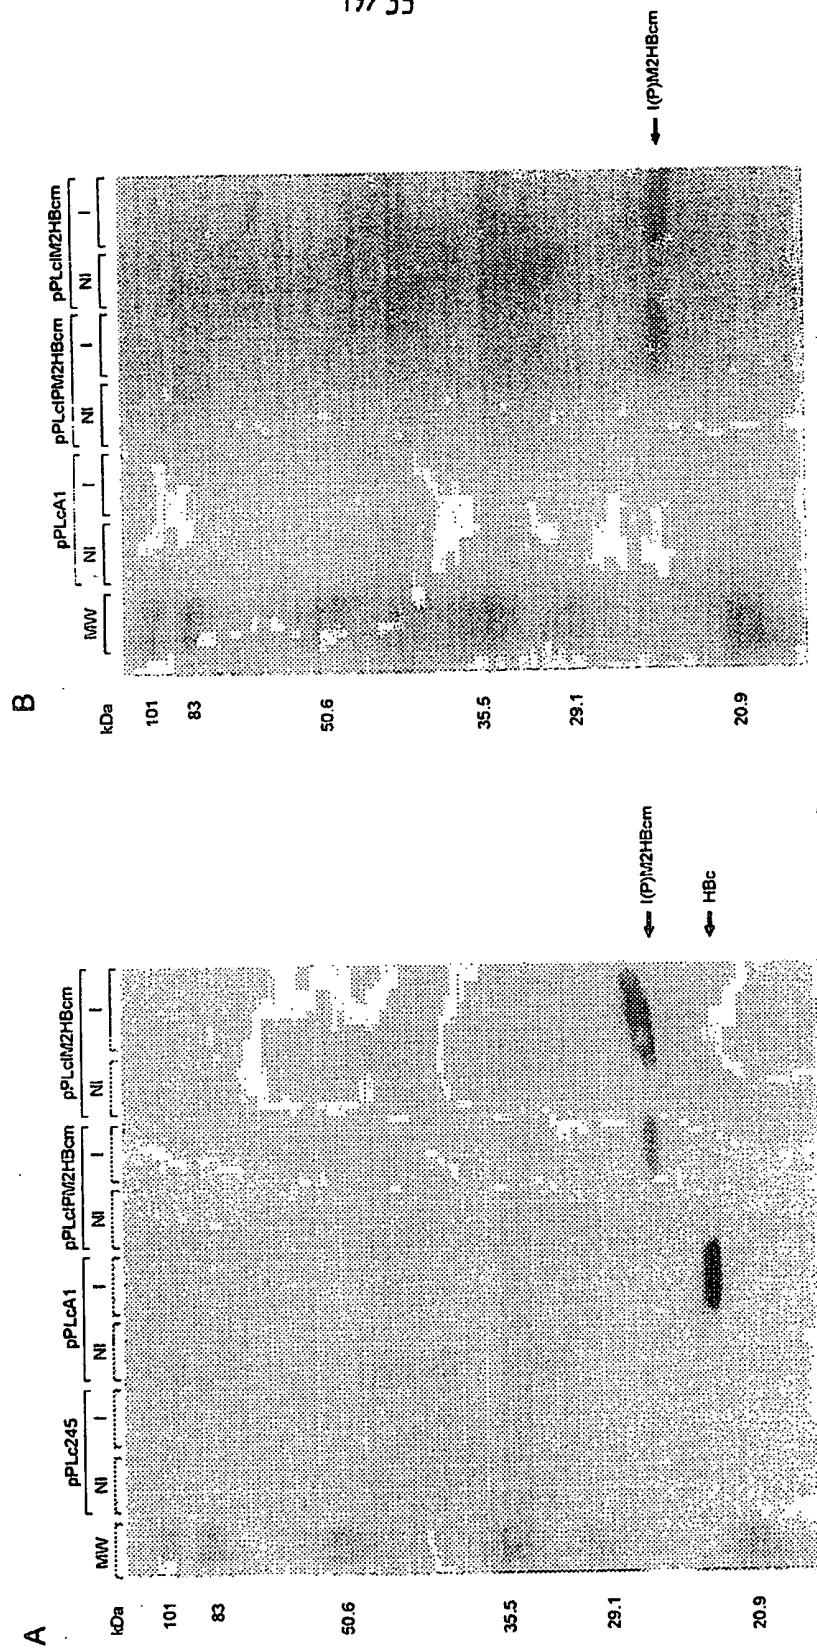 19/35
A
pPLc245 pPLcA1 pPLcIPM2HBcm pPLcIM2HBcm
MW NI I NI I NI I NI I
kDa
101
83
50.6
35.5
29.1
20.9
I(P)M2HBcm
HBc
B
pPLcA1 pPLcIPM2HBcm pPLcIM2HBcm
MW NI I NI I NI I
kDa
101
83
50.6
35.5
29.1
20.9
I(P)M2HBcm